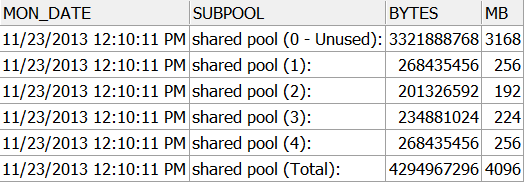 MON_DATE SUBPOOL BYTES MB
11/23/2013 12:10:11 PM shared pool (0 - Unused): 3321888768 3168
11/23/2013 12:10:11 PM shared pool (1): 268435456 256
11/23/2013 12:10:11 PM shared pool (2): 201326592 192
11/23/2013 12:10:11 PM shared pool (3): 234881024 224
11/23/2013 12:10:11 PM shared pool (4): 268435456 256
11/23/2013 12:10:11 PM shared pool (Total): 4294967296 4096